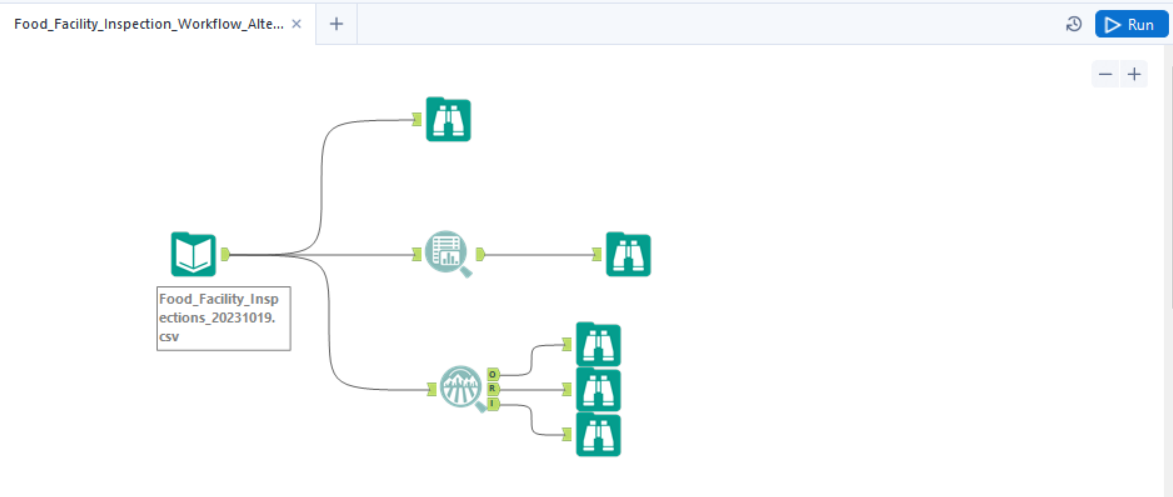 Food_Facility_Inspection_Workflow_Alte...
Run
Food_Facility_Insp
ections_20231019.
csv
O
R
I